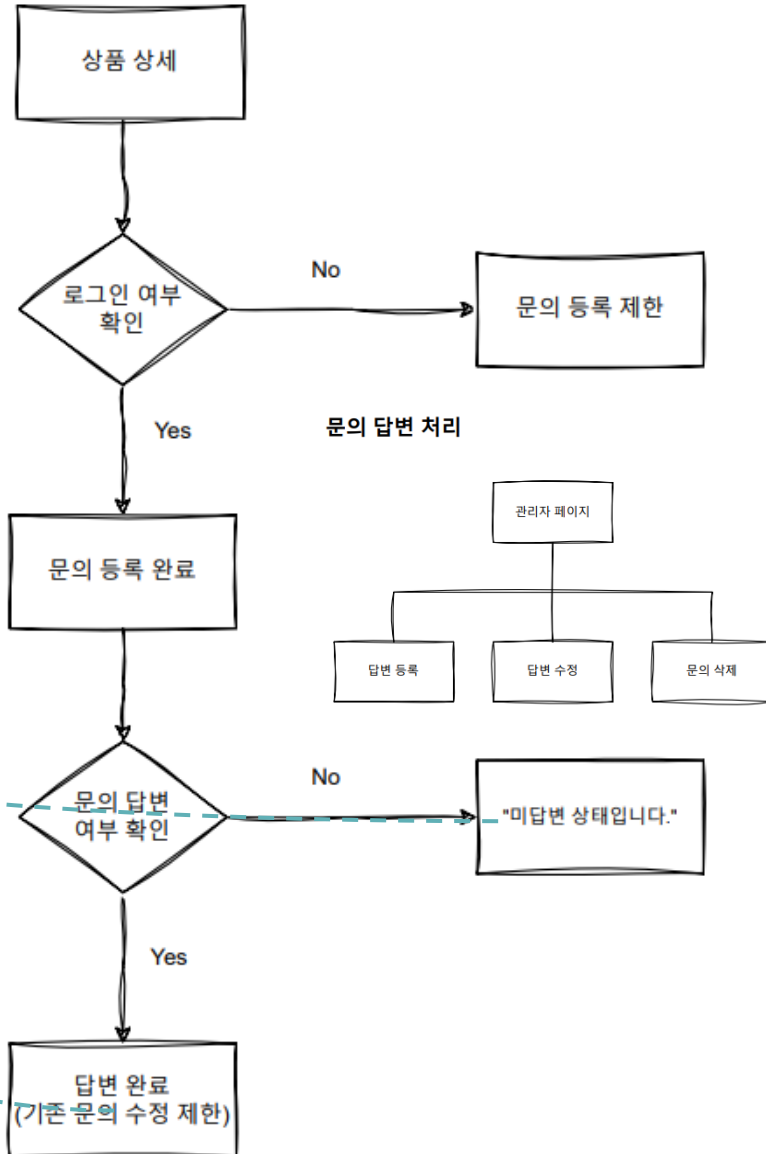 상품 상세
로그인 여부
확인
No
문의 등록 제한
Yes
문의 답변 처리
관리자 페이지
문의 등록 완료
답변 등록
답변 수정
문의 삭제
문의 답변
여부 확인
No
"미답변 상태입니다."
Yes
답변 완료
(기존 문의 수정 제한)